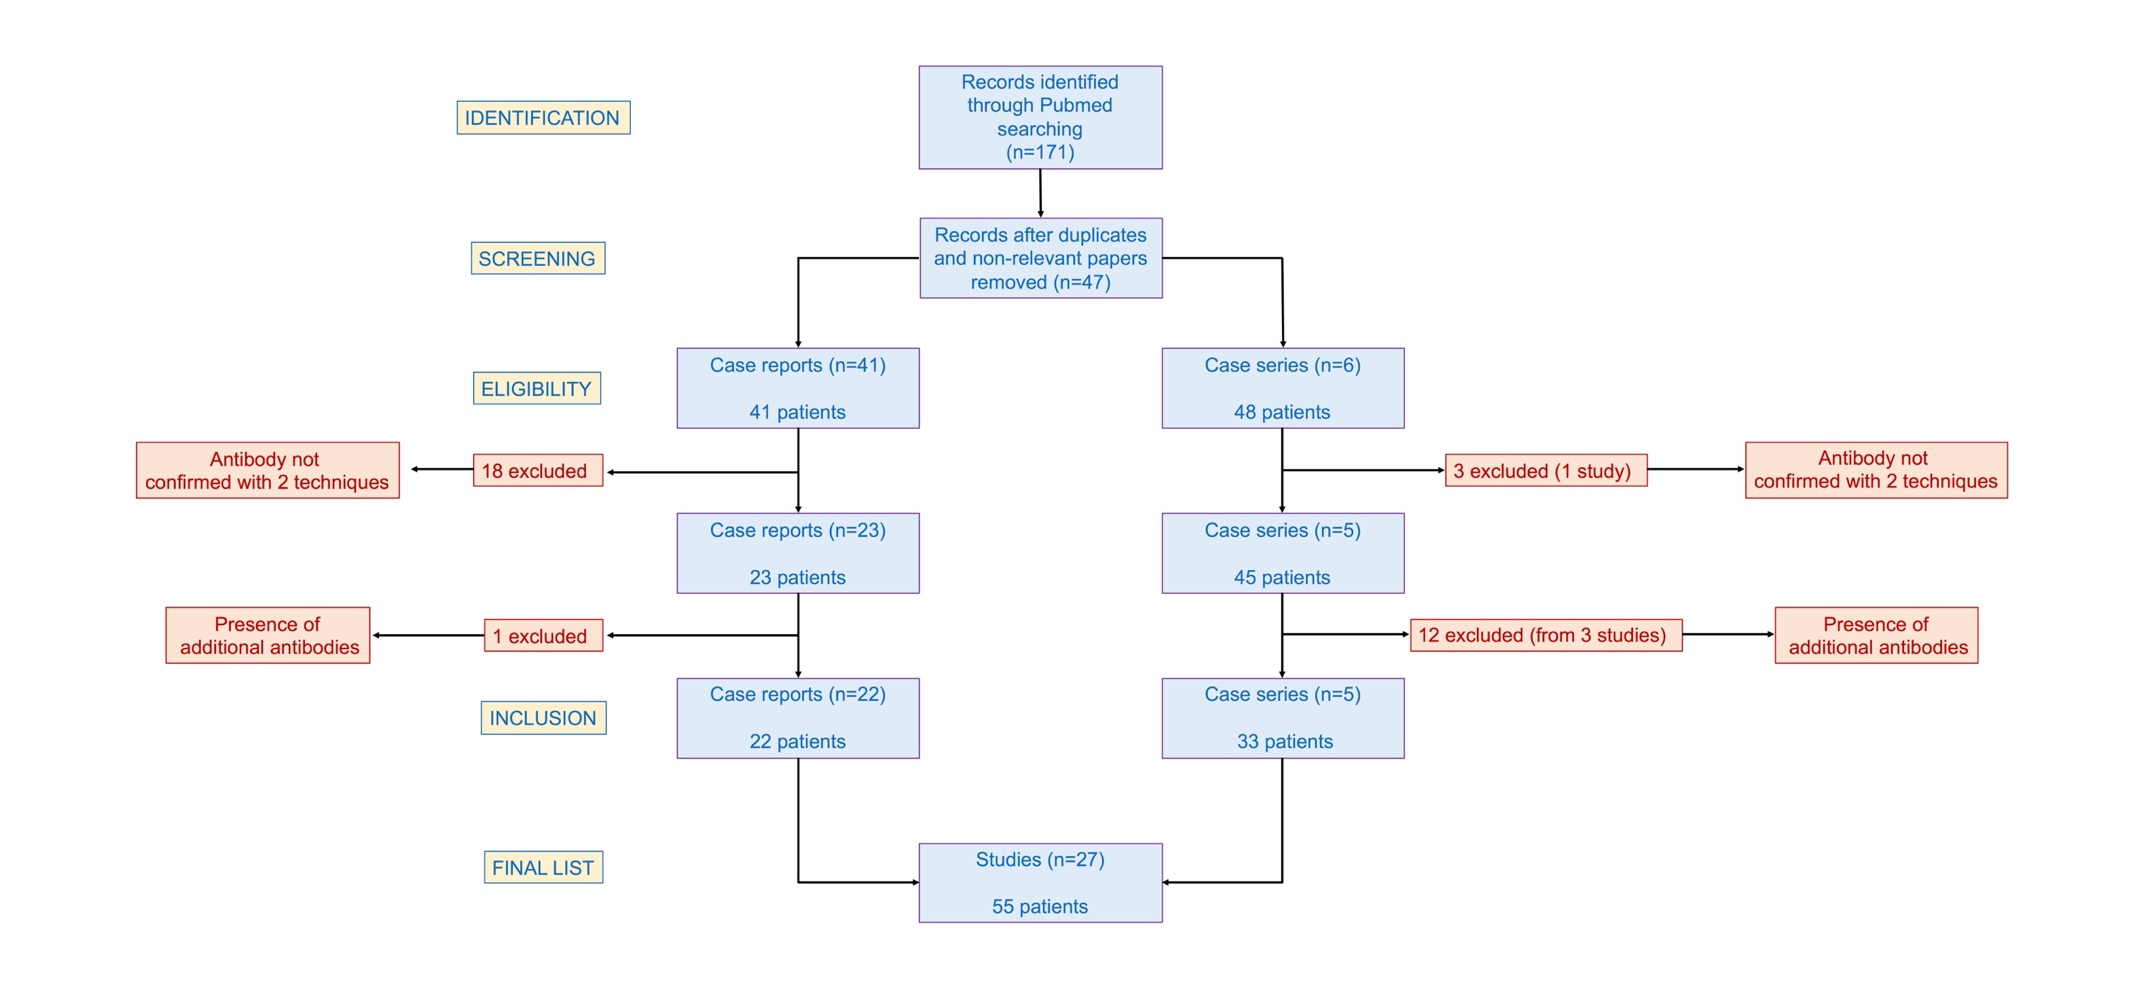 IDENTIFICATION
Records identified
through Pubmed
searching
(n=171)
SCREENING
Records after duplicates
and non-relevant papers
removed (n=47)
ELIGIBILITY
Case reports (n=41)
41 patients
Case series (n=6)
48 patients
Antibody not
confirmed with 2 techniques
18 excluded
3 excluded (1 study)
Antibody not
confirmed with 2 techniques
Case reports (n=23)
23 patients
Case series (n=5)
45 patients
Presence of
additional antibodies
1 excluded
12 excluded (from 3 studies)
Presence of
additional antibodies
INCLUSION
Case reports (n=22)
22 patients
Case series (n=5)
33 patients
FINAL LIST
Studies (n=27)
55 patients